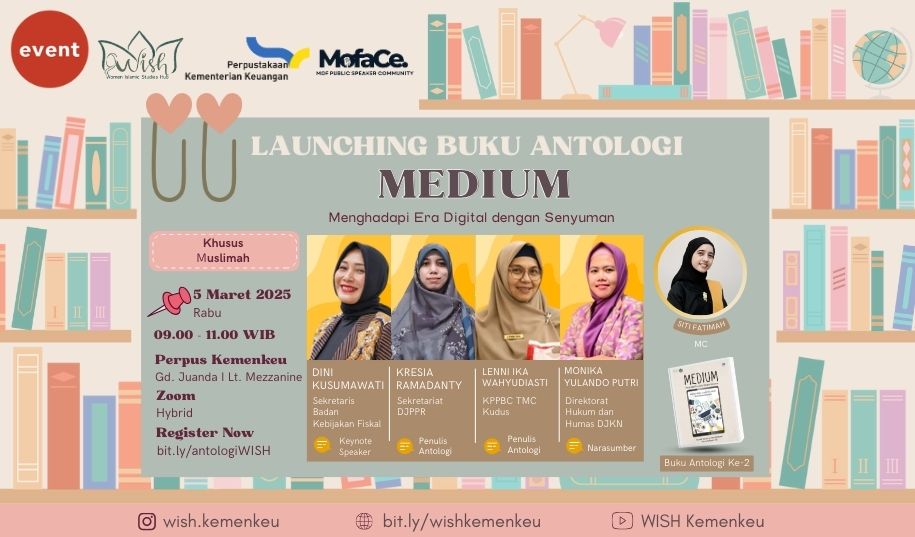 event
Wish
Women Islamic Studies Hub
Perpustakaan
Kementerian Keuangan
MofaCe.
MOF PUBLIC SPEAKER COMMUNITY
LAUNCHING BUKU ANTOLOGI
MEDIUM
Menghadapi Era Digital dengan Senyuman
Khusus
Muslimah
5 Maret 2025
Rabu
09.00 - 11.00 WIB
Perpus Kemenkeu
Gd. Juanda I Lt. Mezzanine
Zoom
Hybrid
Register Now
bit.ly/antologiWISH
DINI
KUSUMAWATI
Sekretaris
Badan
Kebijakan Fiskal
Keynote
Speaker
KRESIA
RAMADANTY
Sekretariat
DJPPR
Penulis
Antologi
LENNI IKA
WAHYUDIASTI
KPPBC TMC
Kudus
Penulis
Antologi
MONIKA
YULANDO PUTRI
Direktorat
Hukum dan
Humas DJKN
Narasumber
SITI FATIMAH
MC
MEDIUM
Buku Antologi Ke-2
I II III
I II III
wish.kemenkeu
bit.ly/wishkemenkeu
WISH Kemenkeu